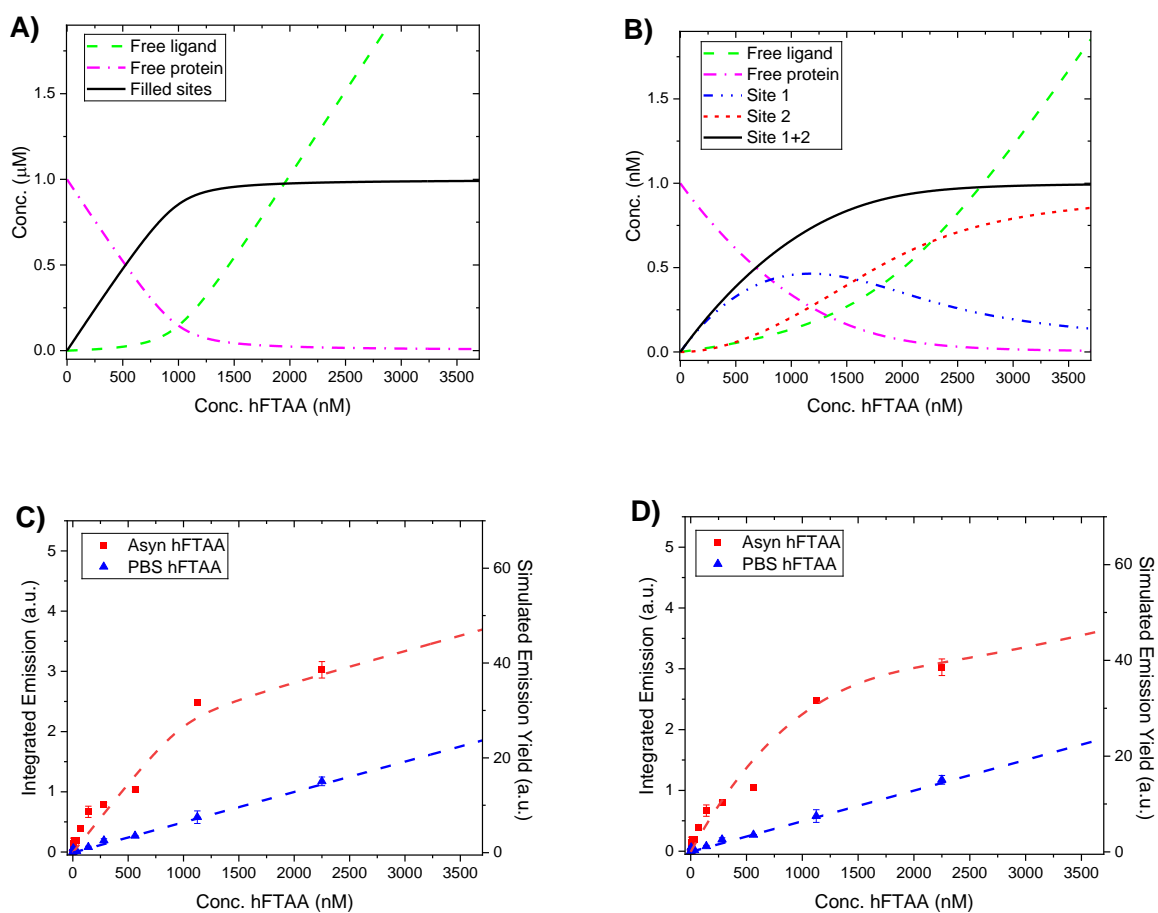 A)
Free ligand
Free protein
Filled sites
Conc. (μM)
1.5
1.0
0.5
0.0
0 500 1000 1500 2000 2500 3000 3500
Conc. hFTAA (nM)
B)
Free ligand
Free protein
Site 1
Site 2
Site 1+2
Conc. (nM)
1.5
1.0
0.5
0.0
0 500 1000 1500 2000 2500 3000 3500
Conc. hFTAA (nM)
C)
Asyn hFTAA
PBS hFTAA
Integrated Emission (a.u.)
5
4
3
2
1
0
0 500 1000 1500 2000 2500 3000 3500
Conc. hFTAA (nM)
60
40
20
0
Simulated Emission Yield (a.u.)
D)
Asyn hFTAA
PBS hFTAA
Integrated Emission (a.u.)
5
4
3
2
1
0
0 500 1000 1500 2000 2500 3000 3500
Conc. hFTAA (nM)
60
40
20
0
Simulated Emission Yield (a.u.)